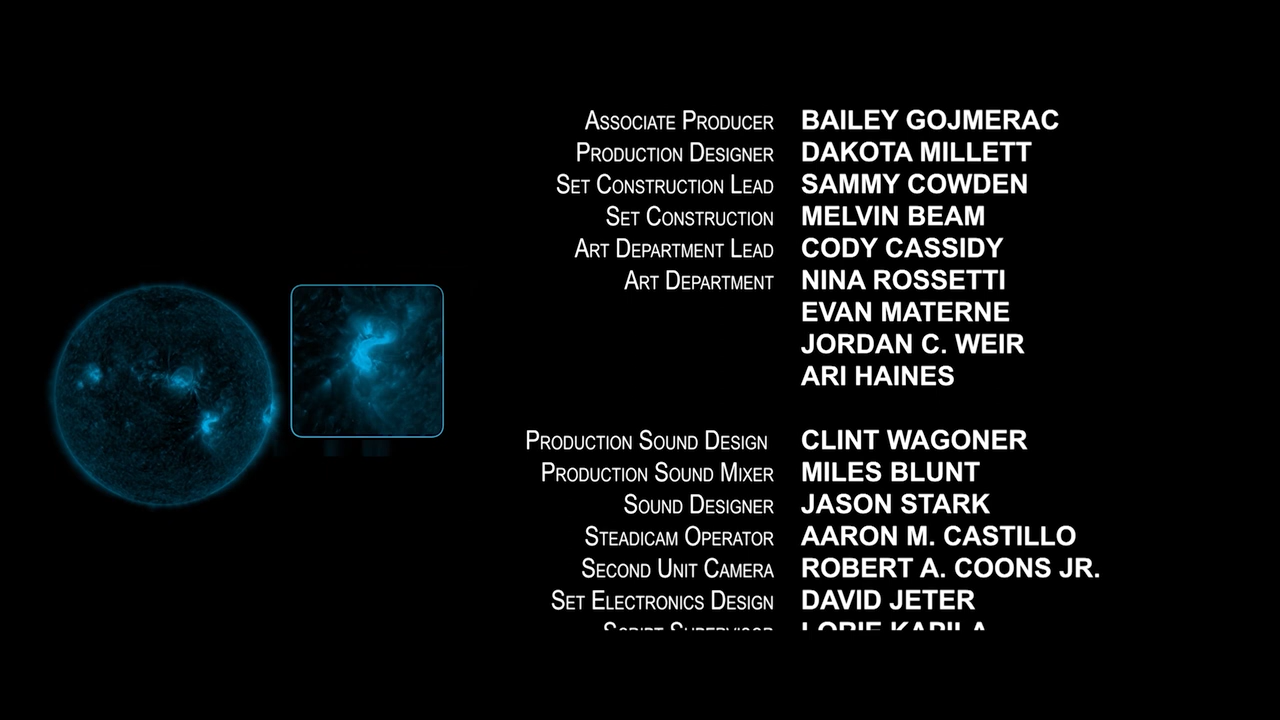 Associate Producer BAILEY GOJMERAC
Production Designer DAKOTA MILLETT
Set Construction Lead SAMMY COWDEN
Set Construction MELVIN BEAM
Art Department Lead CODY CASSIDY
Art Department NINA ROSSETTI
EVAN MATERNE
JORDAN C. WEIR
ARI HAINES
Production Sound Design CLINT WAGONER
Production Sound Mixer MILES BLUNT
Sound Designer JASON STARK
Steadicam Operator AARON M. CASTILLO
Second Unit Camera ROBERT A. COONS JR.
Set Electronics Design DAVID JETER
Script Supervisor